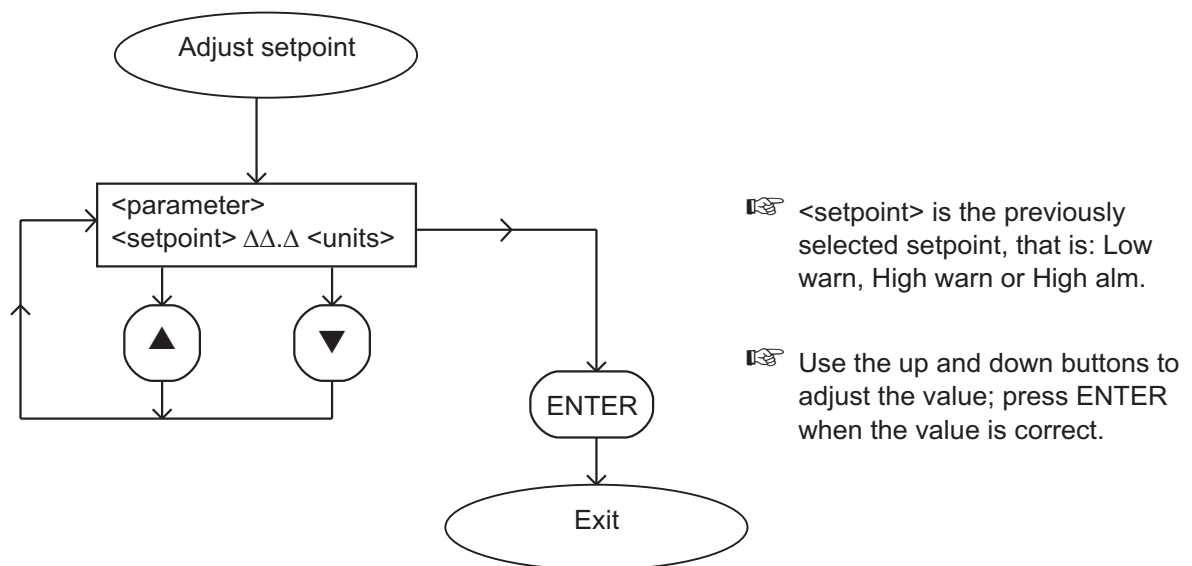 Adjust setpoint
<parameter>
<setpoint> ΔΔ.Δ <units>
▲
▼
ENTER
Exit
☞ <setpoint> is the previously
selected setpoint, that is: Low
warn, High warn or High alm.
☞ Use the up and down buttons to
adjust the value; press ENTER
when the value is correct.